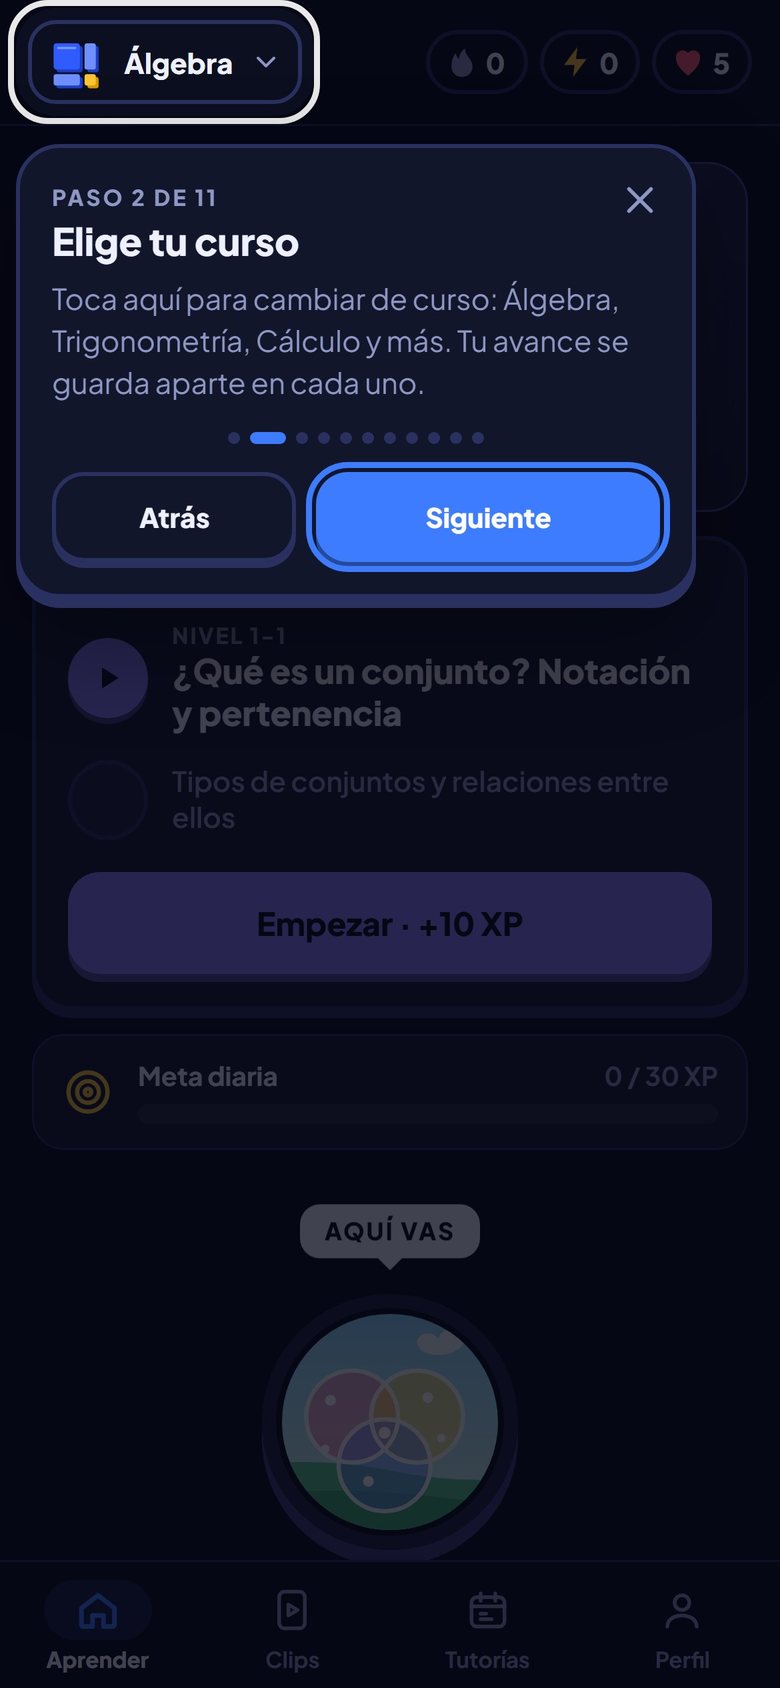 Álgebra
0
0
5
PASO 2 DE 11
Elige tu curso
Toca aquí para cambiar de curso: Álgebra,
Trigonometría, Cálculo y más. Tu avance se
guarda aparte en cada uno.
Atrás
Siguiente
NIVEL 1-1
¿Qué es un conjunto? Notación
y pertenencia
Tipos de conjuntos y relaciones entre
ellos
Empezar · +10 XP
Meta diaria
0 / 30 XP
AQUÍ VAS
Aprender
Clips
Tutorías
Perfil